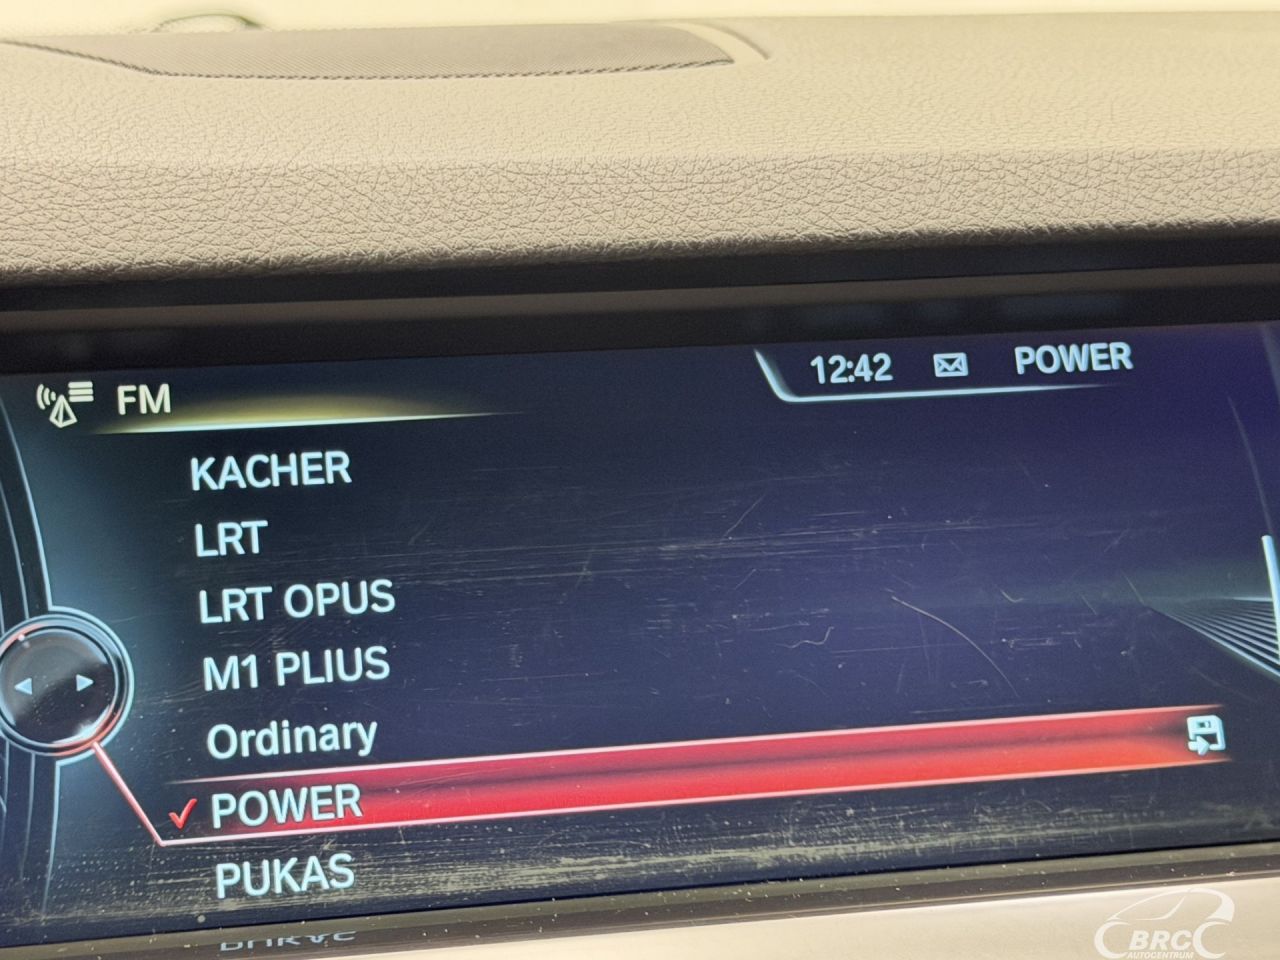 FM
12:42 POWER
KACHER
LRT
LRT OPUS
M1 PLIUS
Ordinary
POWER
PUKAS
BRC
AUTOCENTRUM